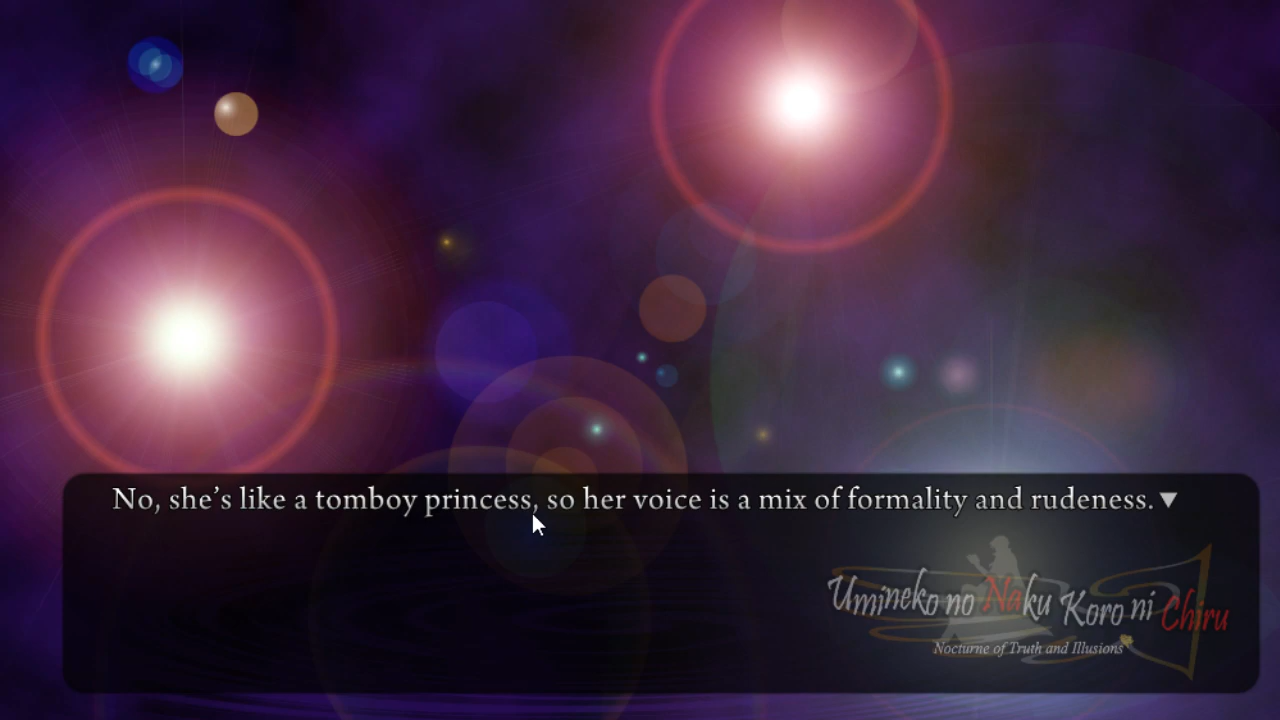 No, she's like a tomboy princess, so her voice is a mix of formality and rudeness.
Umineko no Naku Koro ni Chiru
Nocturne of Truth and Illusions